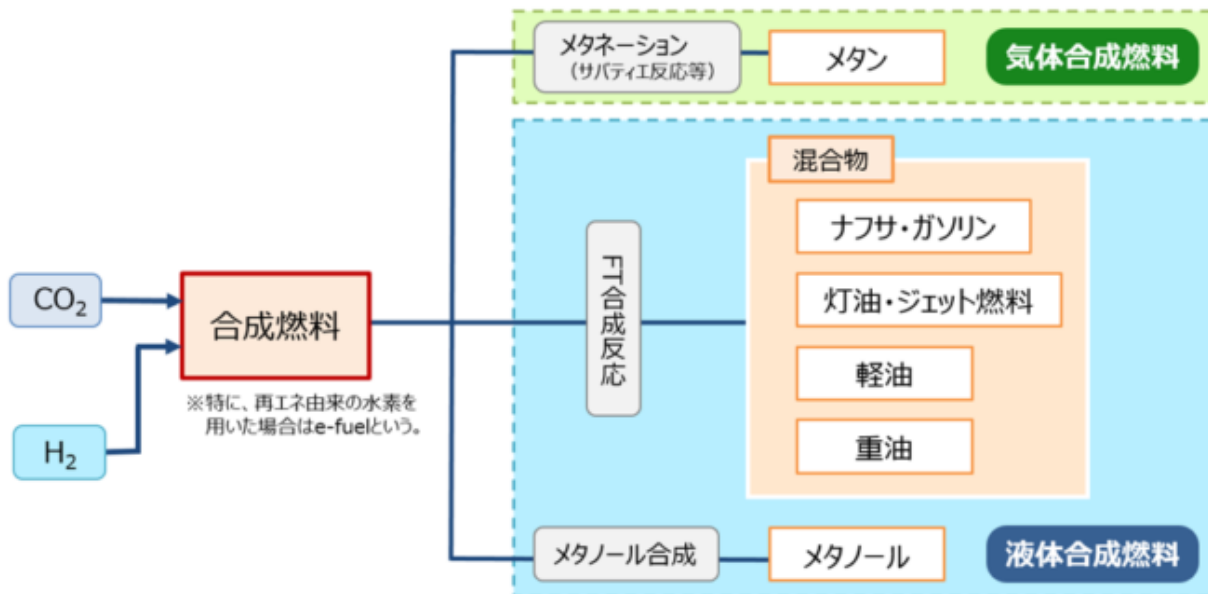 メタネーション
（サバティエ反応等）
メタン
気体合成燃料
混合物
ナフサ・ガソリン
灯油・ジェット燃料
軽油
重油
FT合成反応
CO₂
合成燃料
※特に、再エネ由来の水素を
用いた場合はe-fuelという。
H₂
メタノール合成
メタノール
液体合成燃料